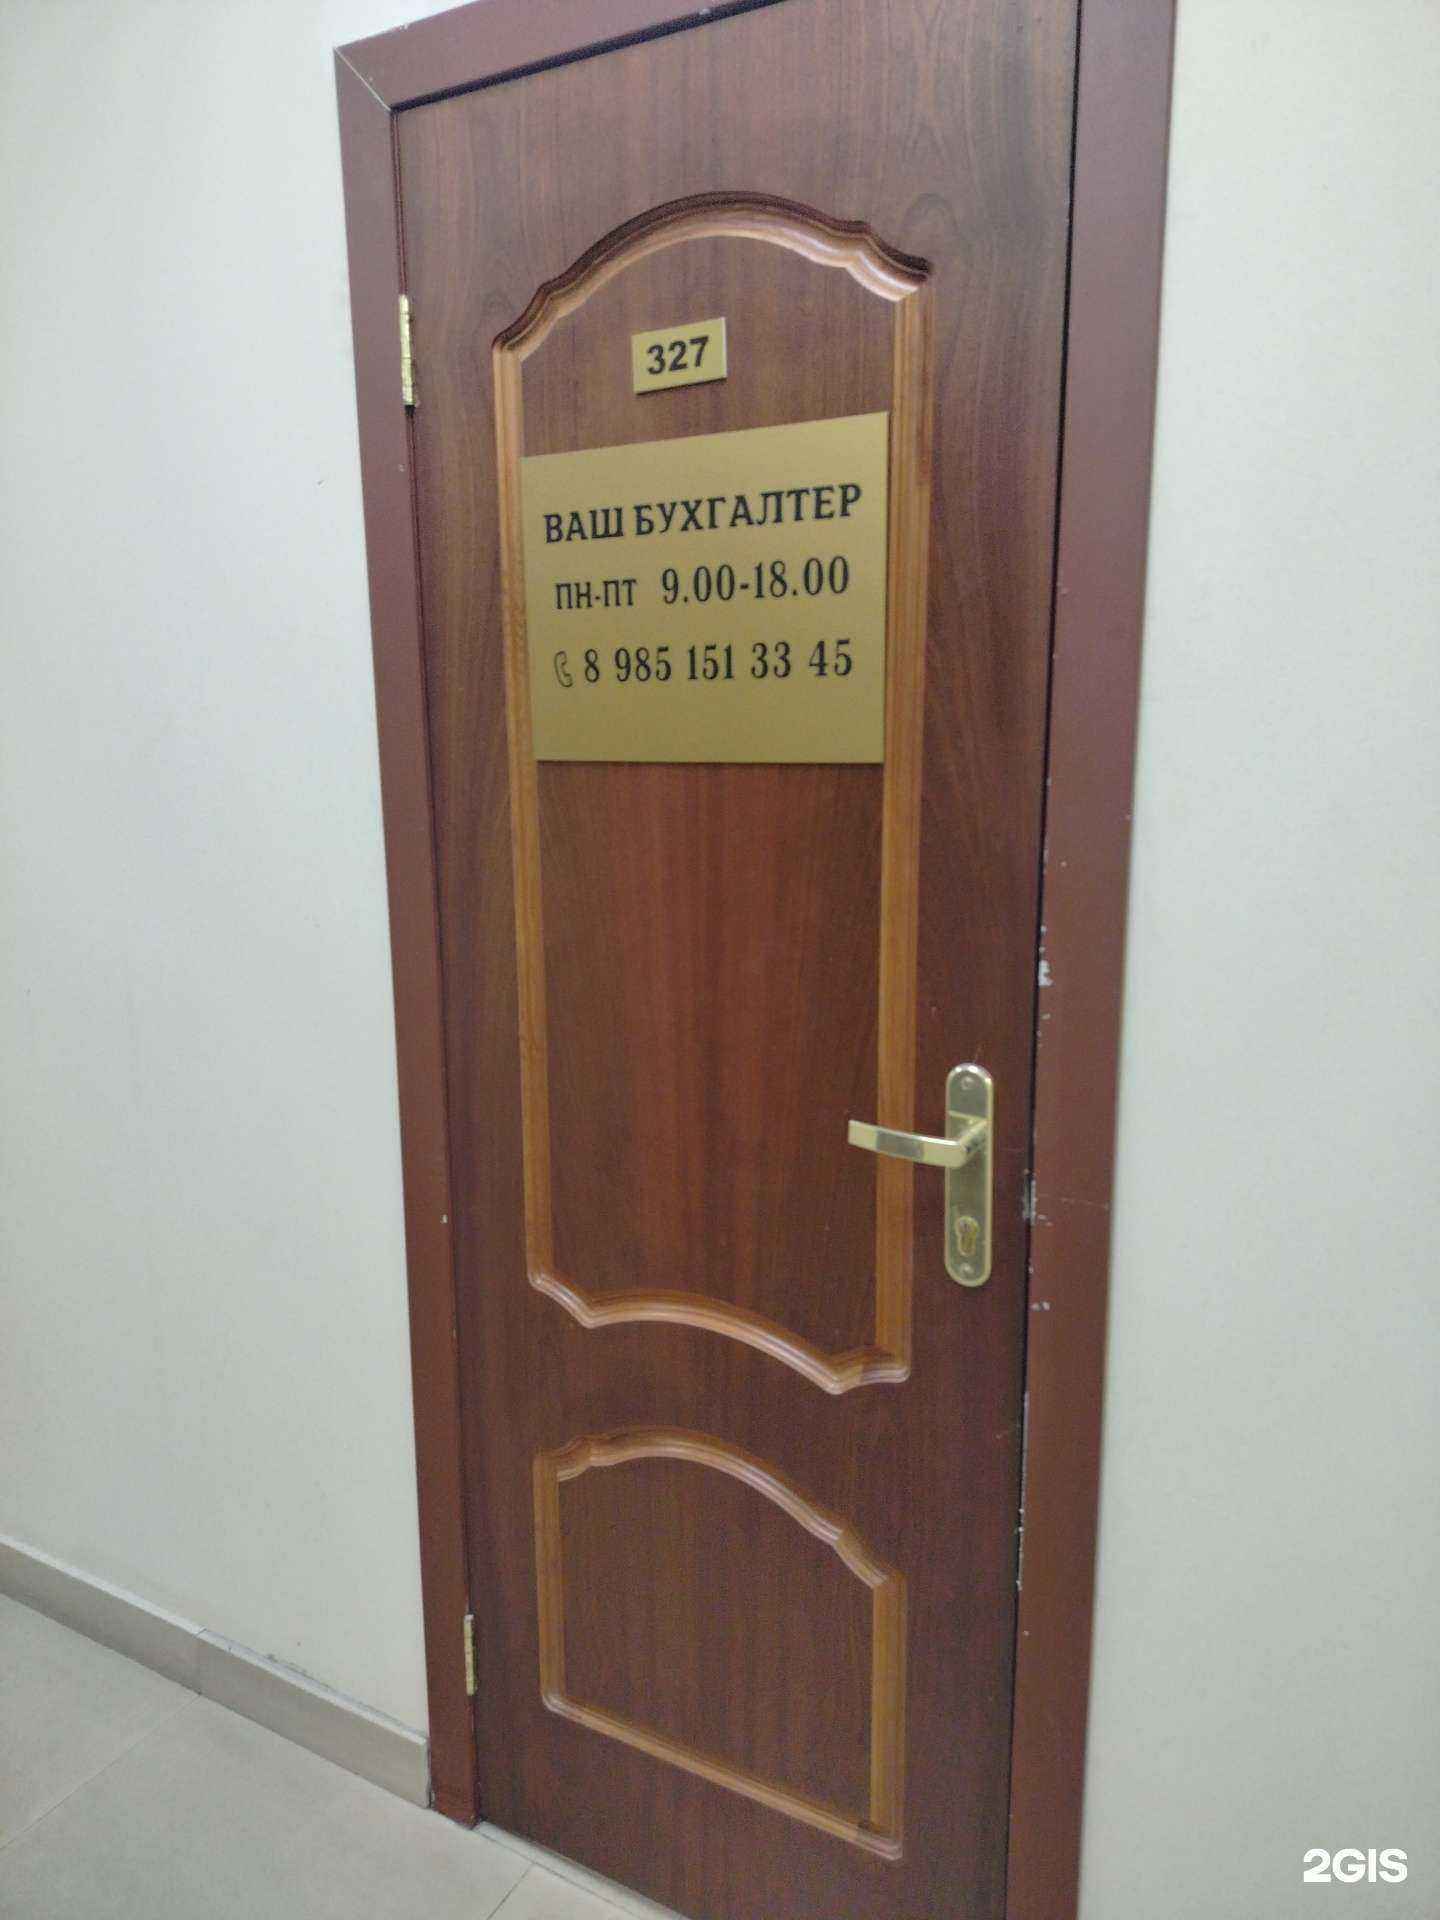 327
ВАШ БУХГАЛТЕР
ПН-ПТ 9.00-18.00
8 985 151 33 45
2GIS